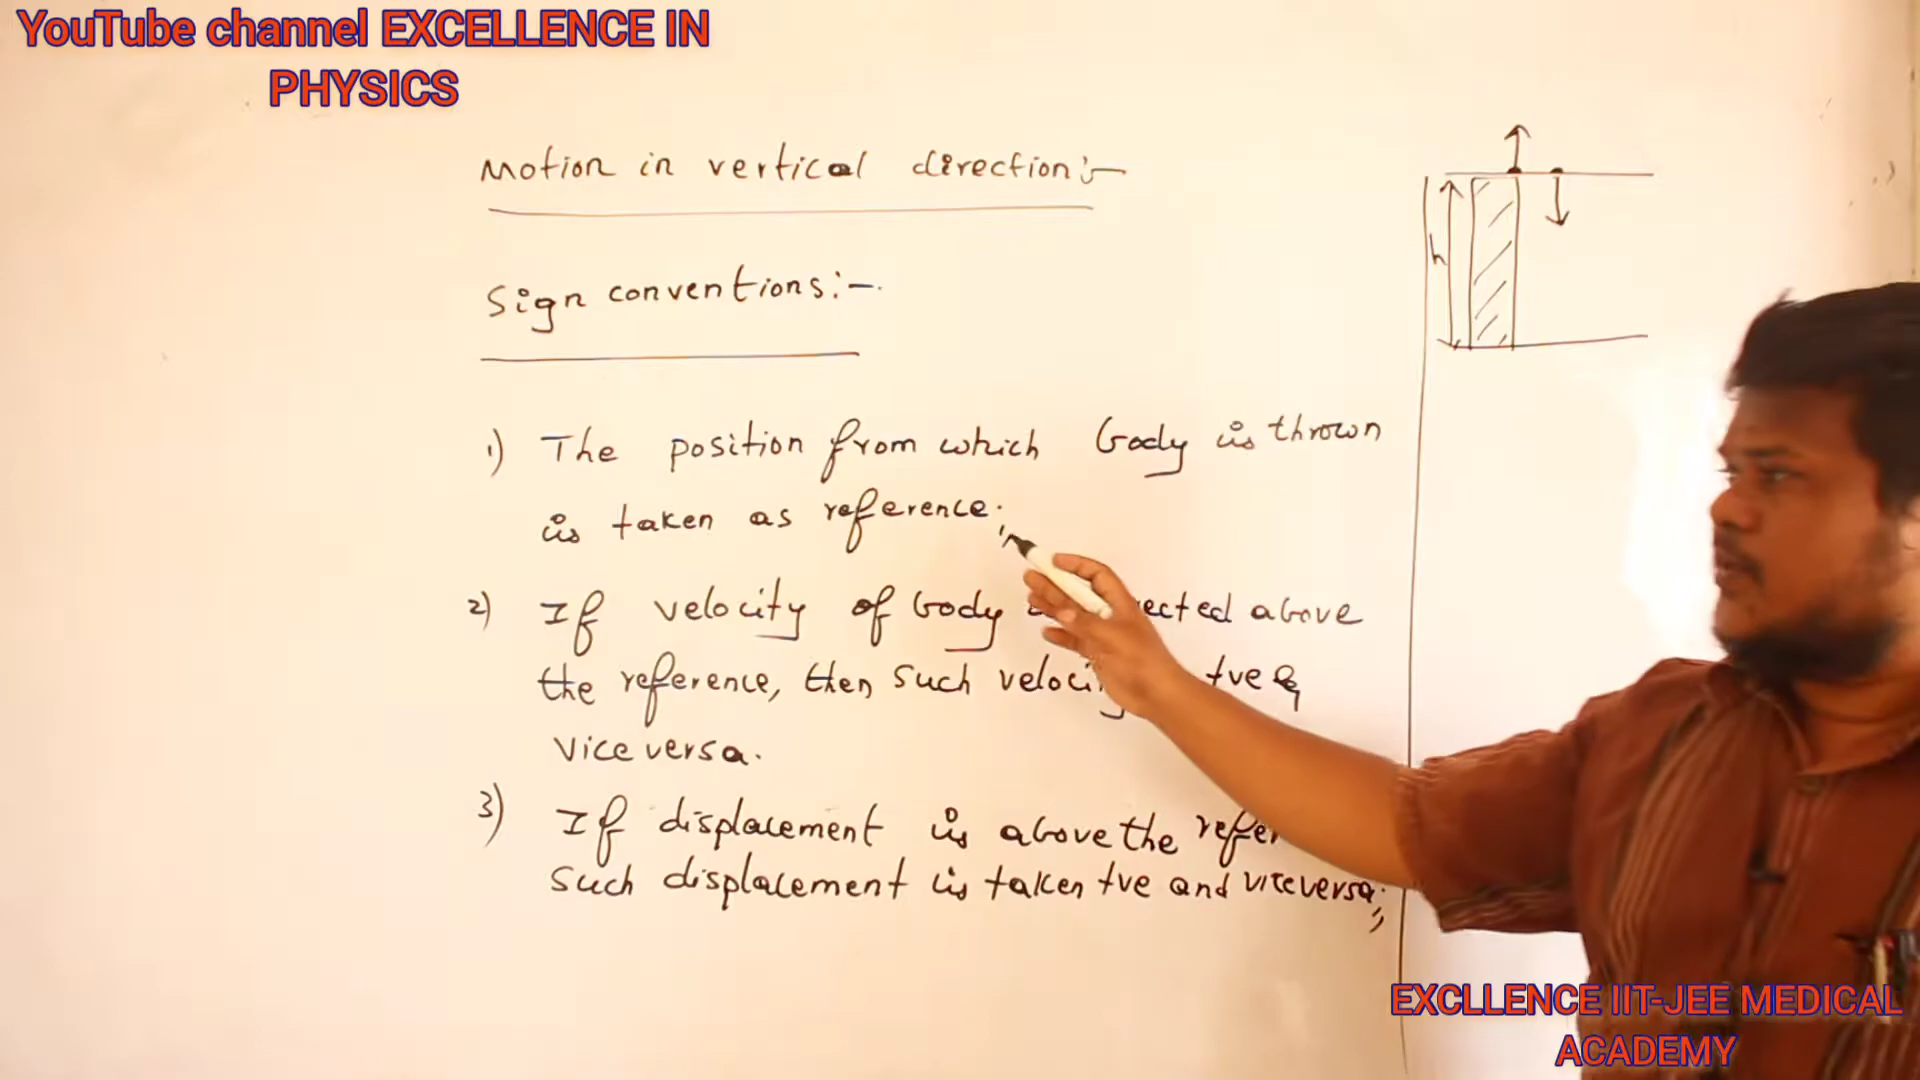 YouTube channel EXCELLENCE IN
PHYSICS
Motion in vertical direction:-
Sign conventions:-
1) The position from which body is thrown
is taken as reference.
2) If velocity of body above
the reference, then such +ve &
vice versa.
3) If displacement is above the
such displacement is taken +ve and viceversa.
h
EXCLLENCE IIT-JEE MEDICAL
ACADEMY